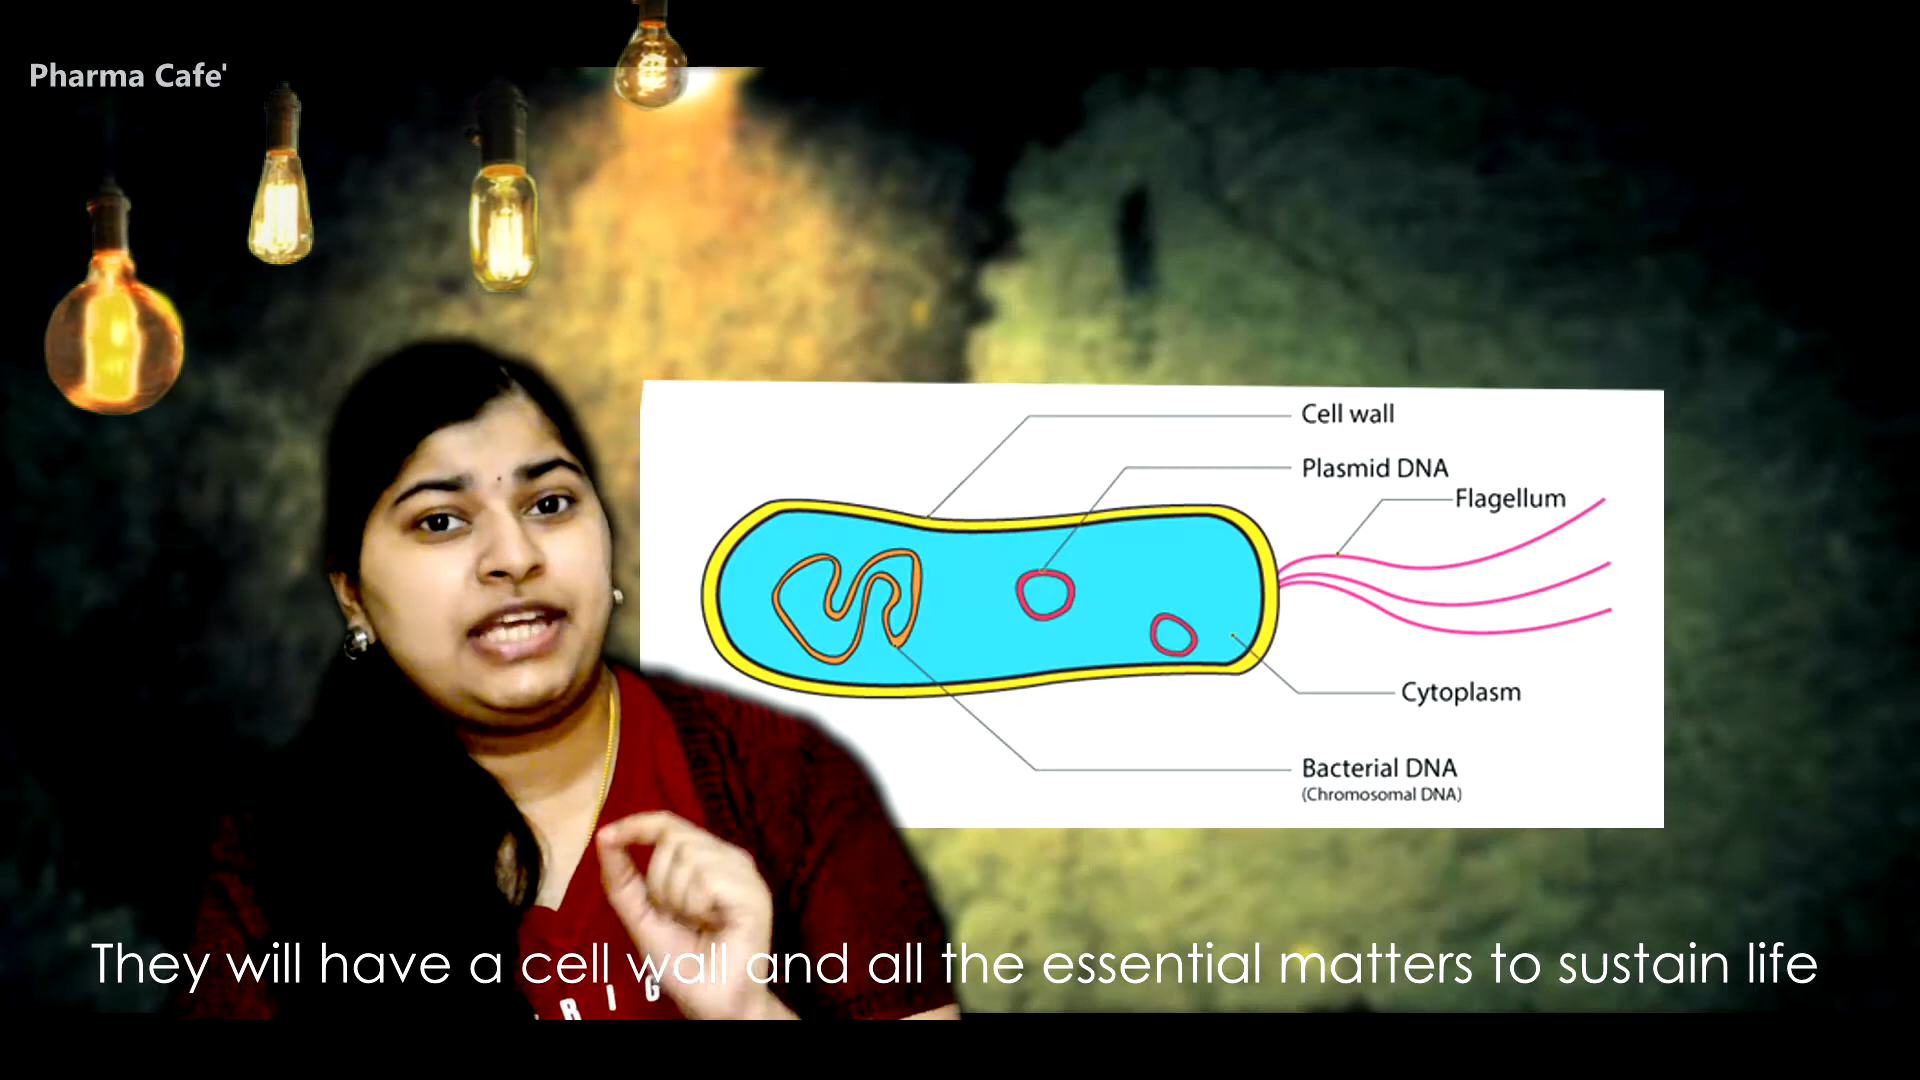 Pharma Cafe'
Cell wall
Plasmid DNA
Flagellum
Cytoplasm
Bacterial DNA
(Chromosomal DNA)
R I G
They will have a cell wall and all the essential matters to sustain life